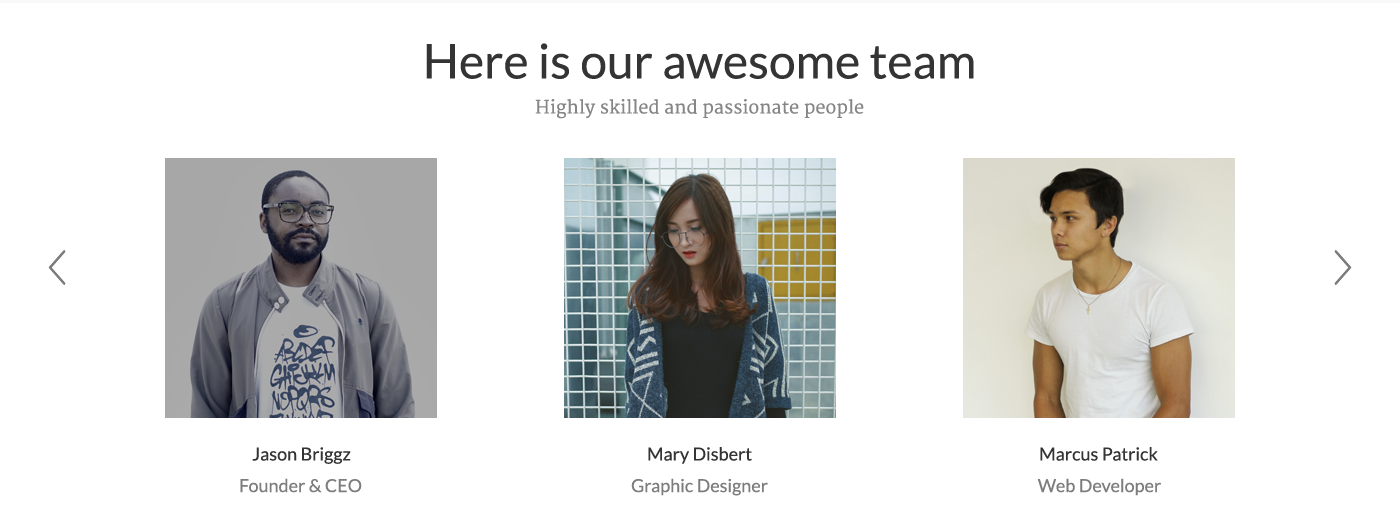 Here is our awesome team
Highly skilled and passionate people
ABCDEF
Jason Briggz
Mary Disbert
Marcus Patrick
Founder & CEO
Graphic Designer
Web Developer